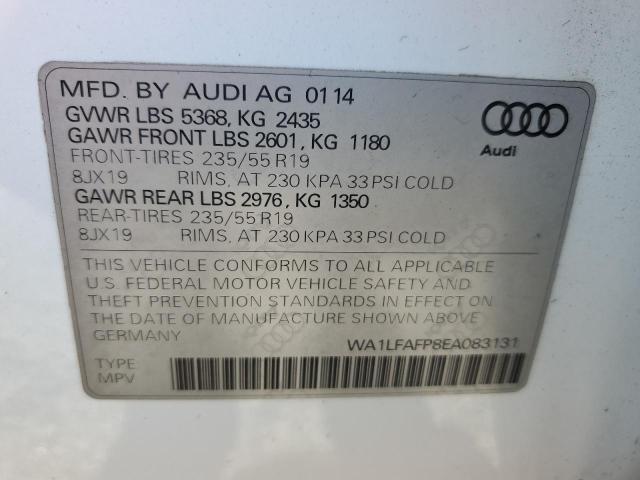 MFD. BY AUDI AG 01 14
GVWR LBS 5368, KG 2435
GAWR FRONT LBS 2601, KG 1180
FRONT-TIRES 235/55 R19
8JX19 RIMS, AT 230 KPA 33 PSI COLD
GAWR REAR LBS 2976, KG 1350
REAR-TIRES 235/55 R19
8JX19 RIMS, AT 230 KPA 33 PSI COLD
Audi
THIS VEHICLE CONFORMS TO ALL APPLICABLE
U.S. FEDERAL MOTOR VEHICLE SAFETY AND
THEFT PREVENTION STANDARDS IN EFFECT ON
THE DATE OF MANUFACTURE SHOWN ABOVE.
GERMANY
WA1LFAFP8EA083131
TYPE
MPV